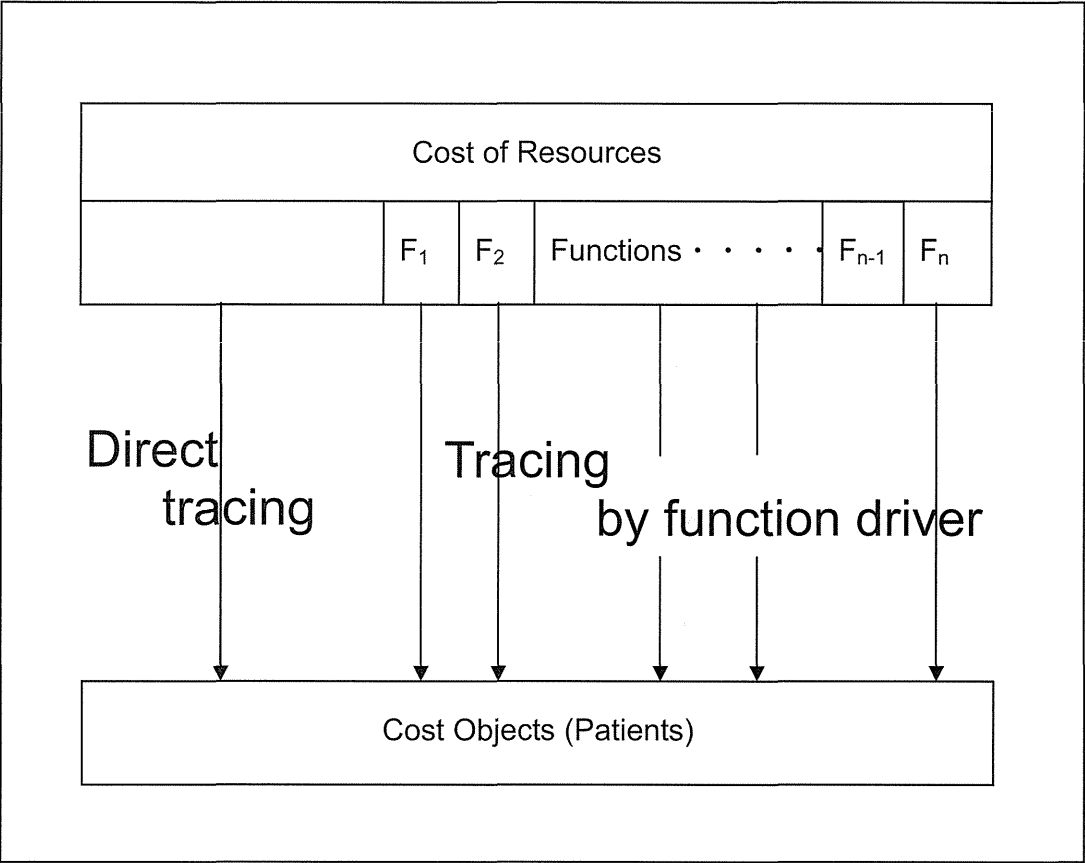 Cost of Resources
F₁ F₂ Functions · · · · · Fₙ₋₁ Fₙ
Direct
tracing
Tracing
by function driver
Cost Objects (Patients)